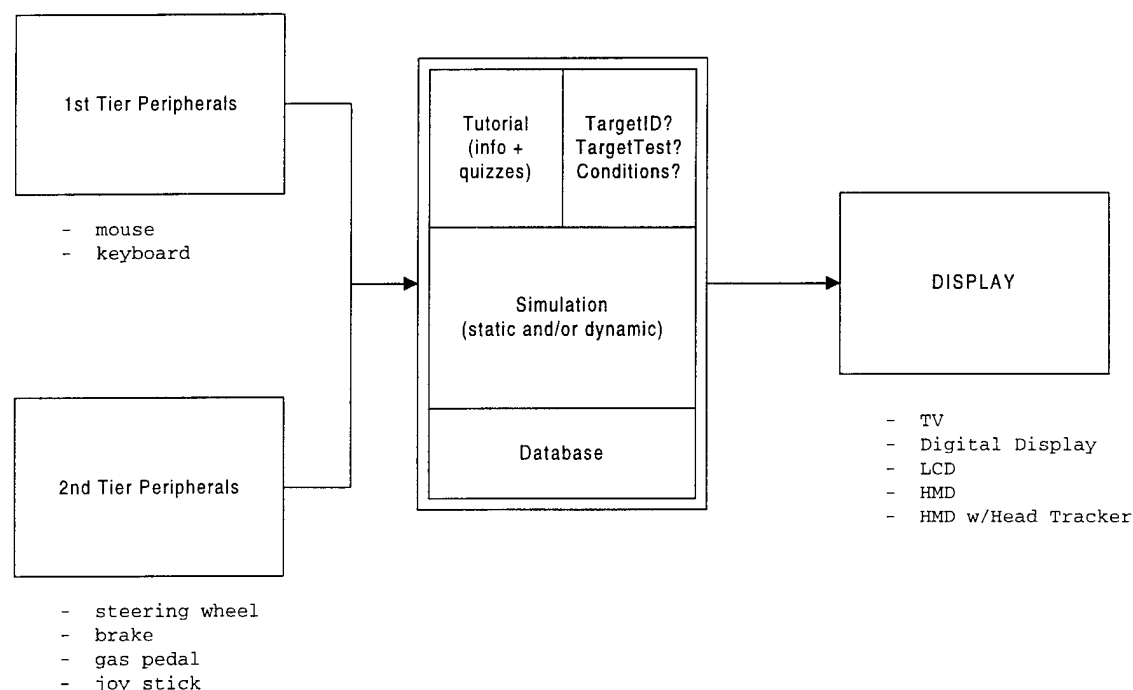 1st Tier Peripherals
- mouse
- keyboard
2nd Tier Peripherals
- steering wheel
- brake
- gas pedal
- joy stick
Tutorial
(info +
quizzes)
TargetID?
TargetTest?
Conditions?
Simulation
(static and/or dynamic)
Database
DISPLAY
- TV
- Digital Display
- LCD
- HMD
- HMD w/Head Tracker